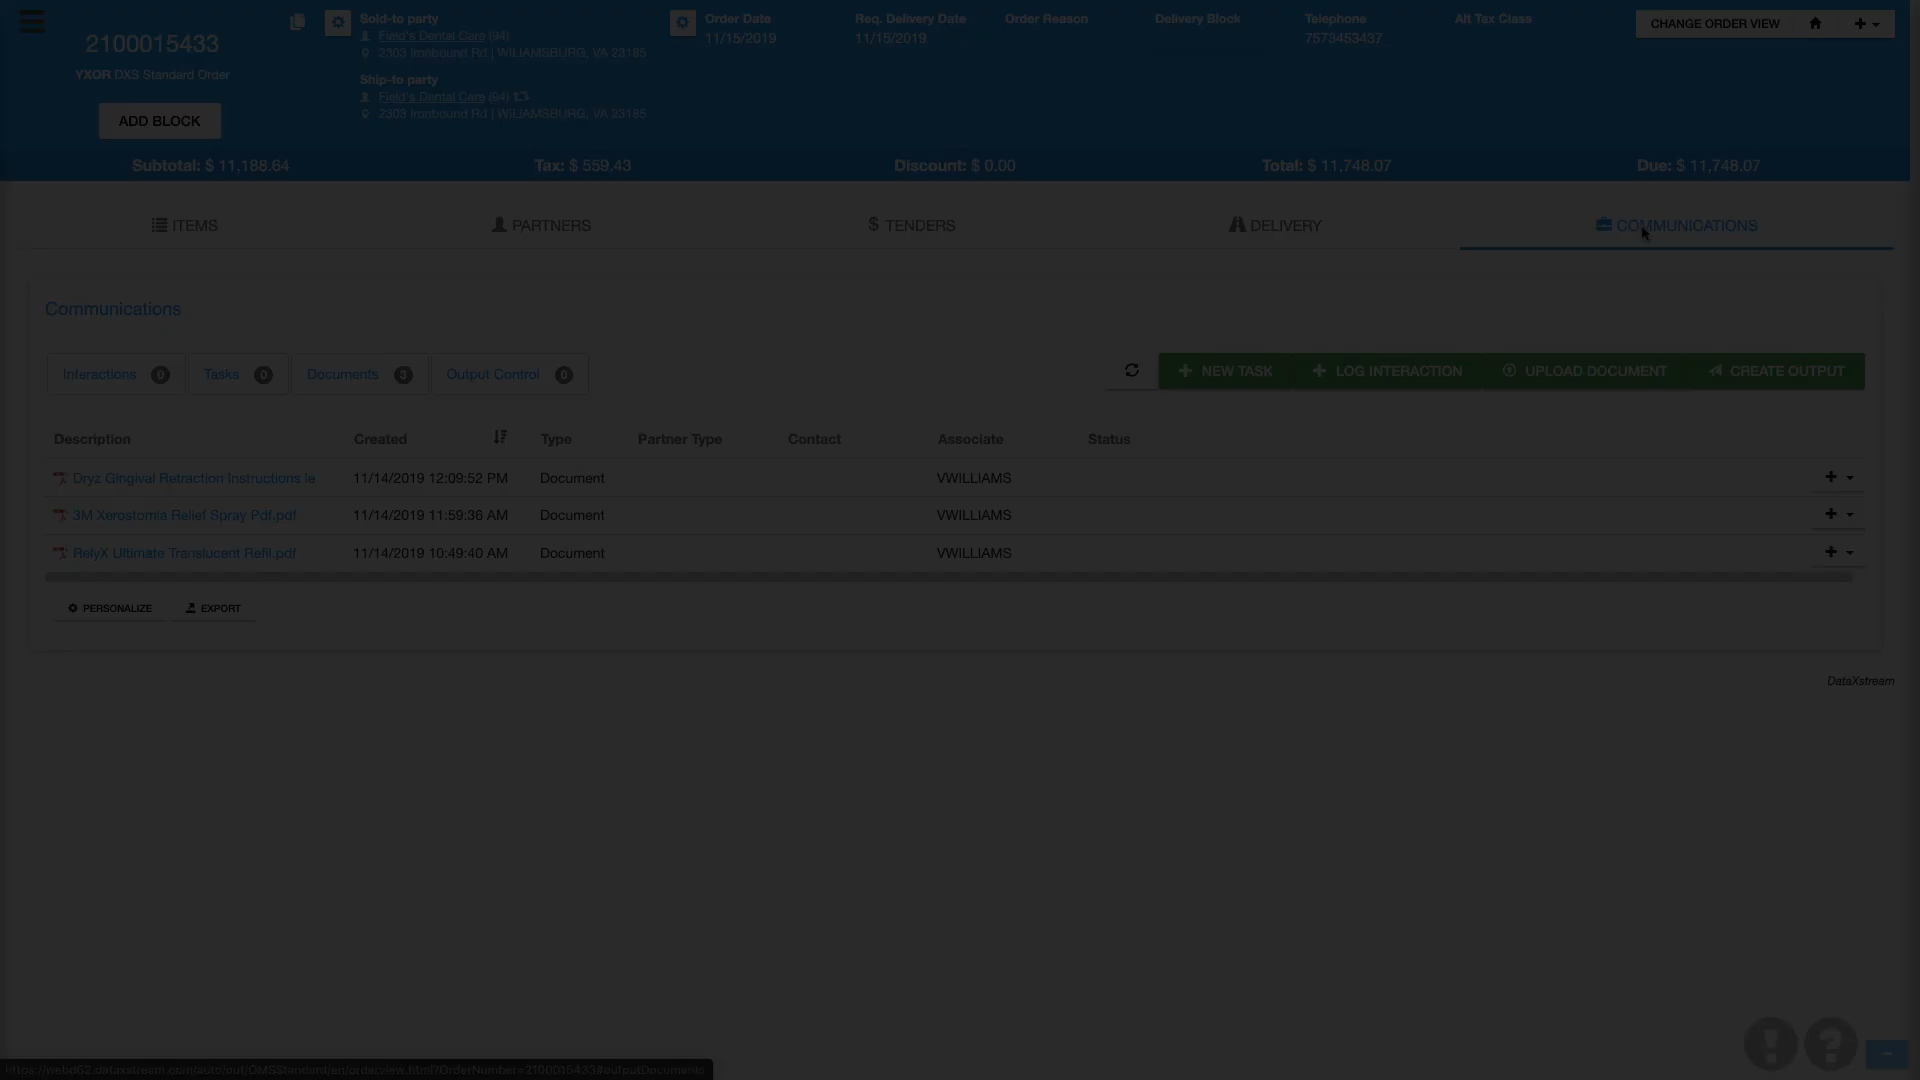 2100015433
YXOR DXS Standard Order
ADD BLOCK
Sold-to party
Field's Dental Care (94)
2303 Ironbound Rd | WILIAMSBURG, VA 23185
Ship-to party
Field's Dental Care (94)
2303 Ironbound Rd | WILIAMSBURG, VA 23185
Order Date
11/15/2019
Req. Delivery Date
11/15/2019
Order Reason
Delivery Block
Telephone
7573453437
Alt Tax Class
CHANGE ORDER VIEW
Subtotal: $ 11,188.64
Tax: $ 559.43
Discount: $ 0.00
Total: $ 11,748.07
Due: $ 11,748.07
ITEMS
PARTNERS
TENDERS
DELIVERY
COMMUNICATIONS
Communications
Interactions 0
Tasks 0
Documents 3
Output Control 0
NEW TASK
LOG INTERACTION
UPLOAD DOCUMENT
CREATE OUTPUT
Description Created Type Partner Type Contact Associate Status
Dryz Gingival Retraction Instructions le 11/14/2019 12:09:52 PM Document VWILLIAMS
3M Xerostomia Relief Spray Pdf.pdf 11/14/2019 11:59:36 AM Document VWILLIAMS
RelyX Ultimate Translucent Refil.pdf 11/14/2019 10:49:40 AM Document VWILLIAMS
PERSONALIZE
EXPORT
DataXstream